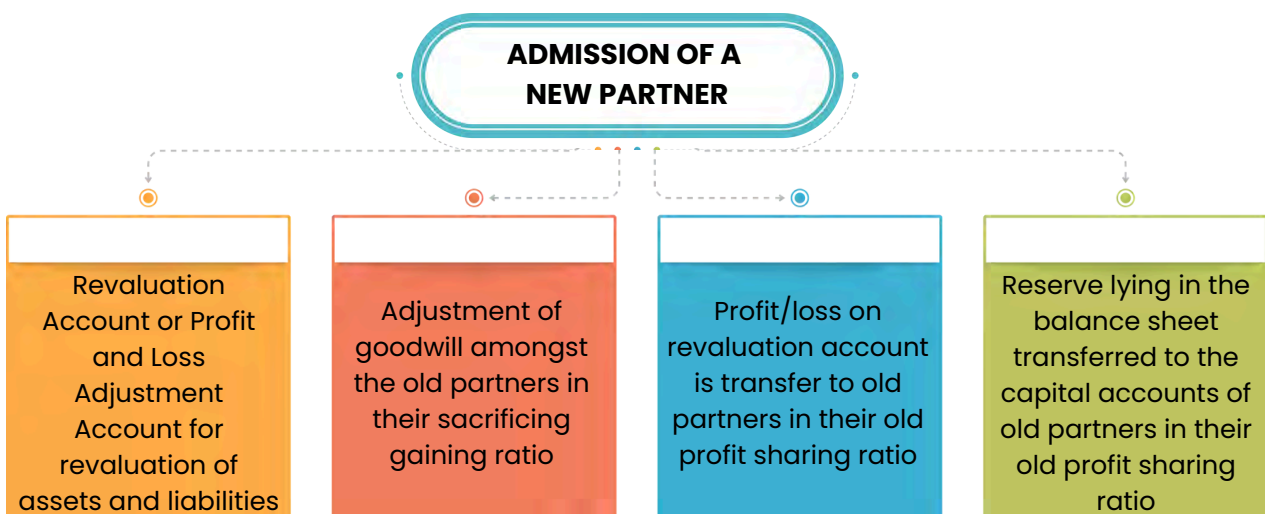 ADMISSION OF A
NEW PARTNER
Revaluation
Account or Profit
and Loss
Adjustment
Account for
revaluation of
assets and liabilities
Adjustment of
goodwill amongst
the old partners in
their sacrificing
gaining ratio
Profit/loss on
revaluation account
is transfer to old
partners in their old
profit sharing ratio
Reserve lying in the
balance sheet
transferred to the
capital accounts of
old partners in their
old profit sharing
ratio